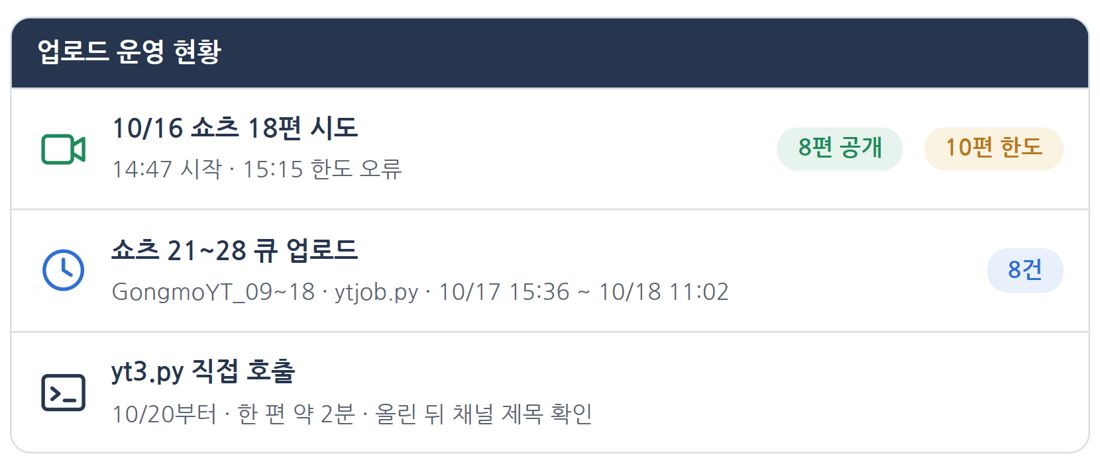 업로드 운영 현황
10/16 쇼츠 18편 시도
14:47 시작 · 15:15 한도 오류
8편 공개
10편 한도
쇼츠 21~28 큐 업로드
GongmoYT_09~18 · ytjob.py · 10/17 15:36 ~ 10/18 11:02
8건
yt3.py 직접 호출
10/20부터 · 한 편 약 2분 · 올린 뒤 채널 제목 확인